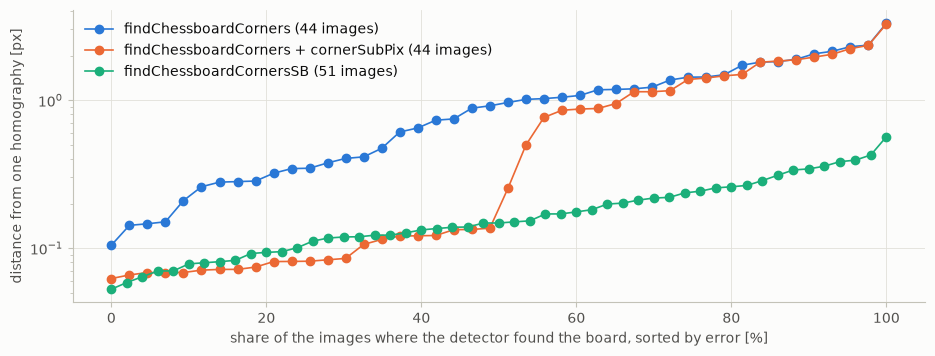 findChessboardCorners (44 images)
findChessboardCorners + cornerSubPix (44 images)
findChessboardCornersSB (51 images)
distance from one homography [px]
10⁰
10⁻¹
0 20 40 60 80 100
share of the images where the detector found the board, sorted by error [%]